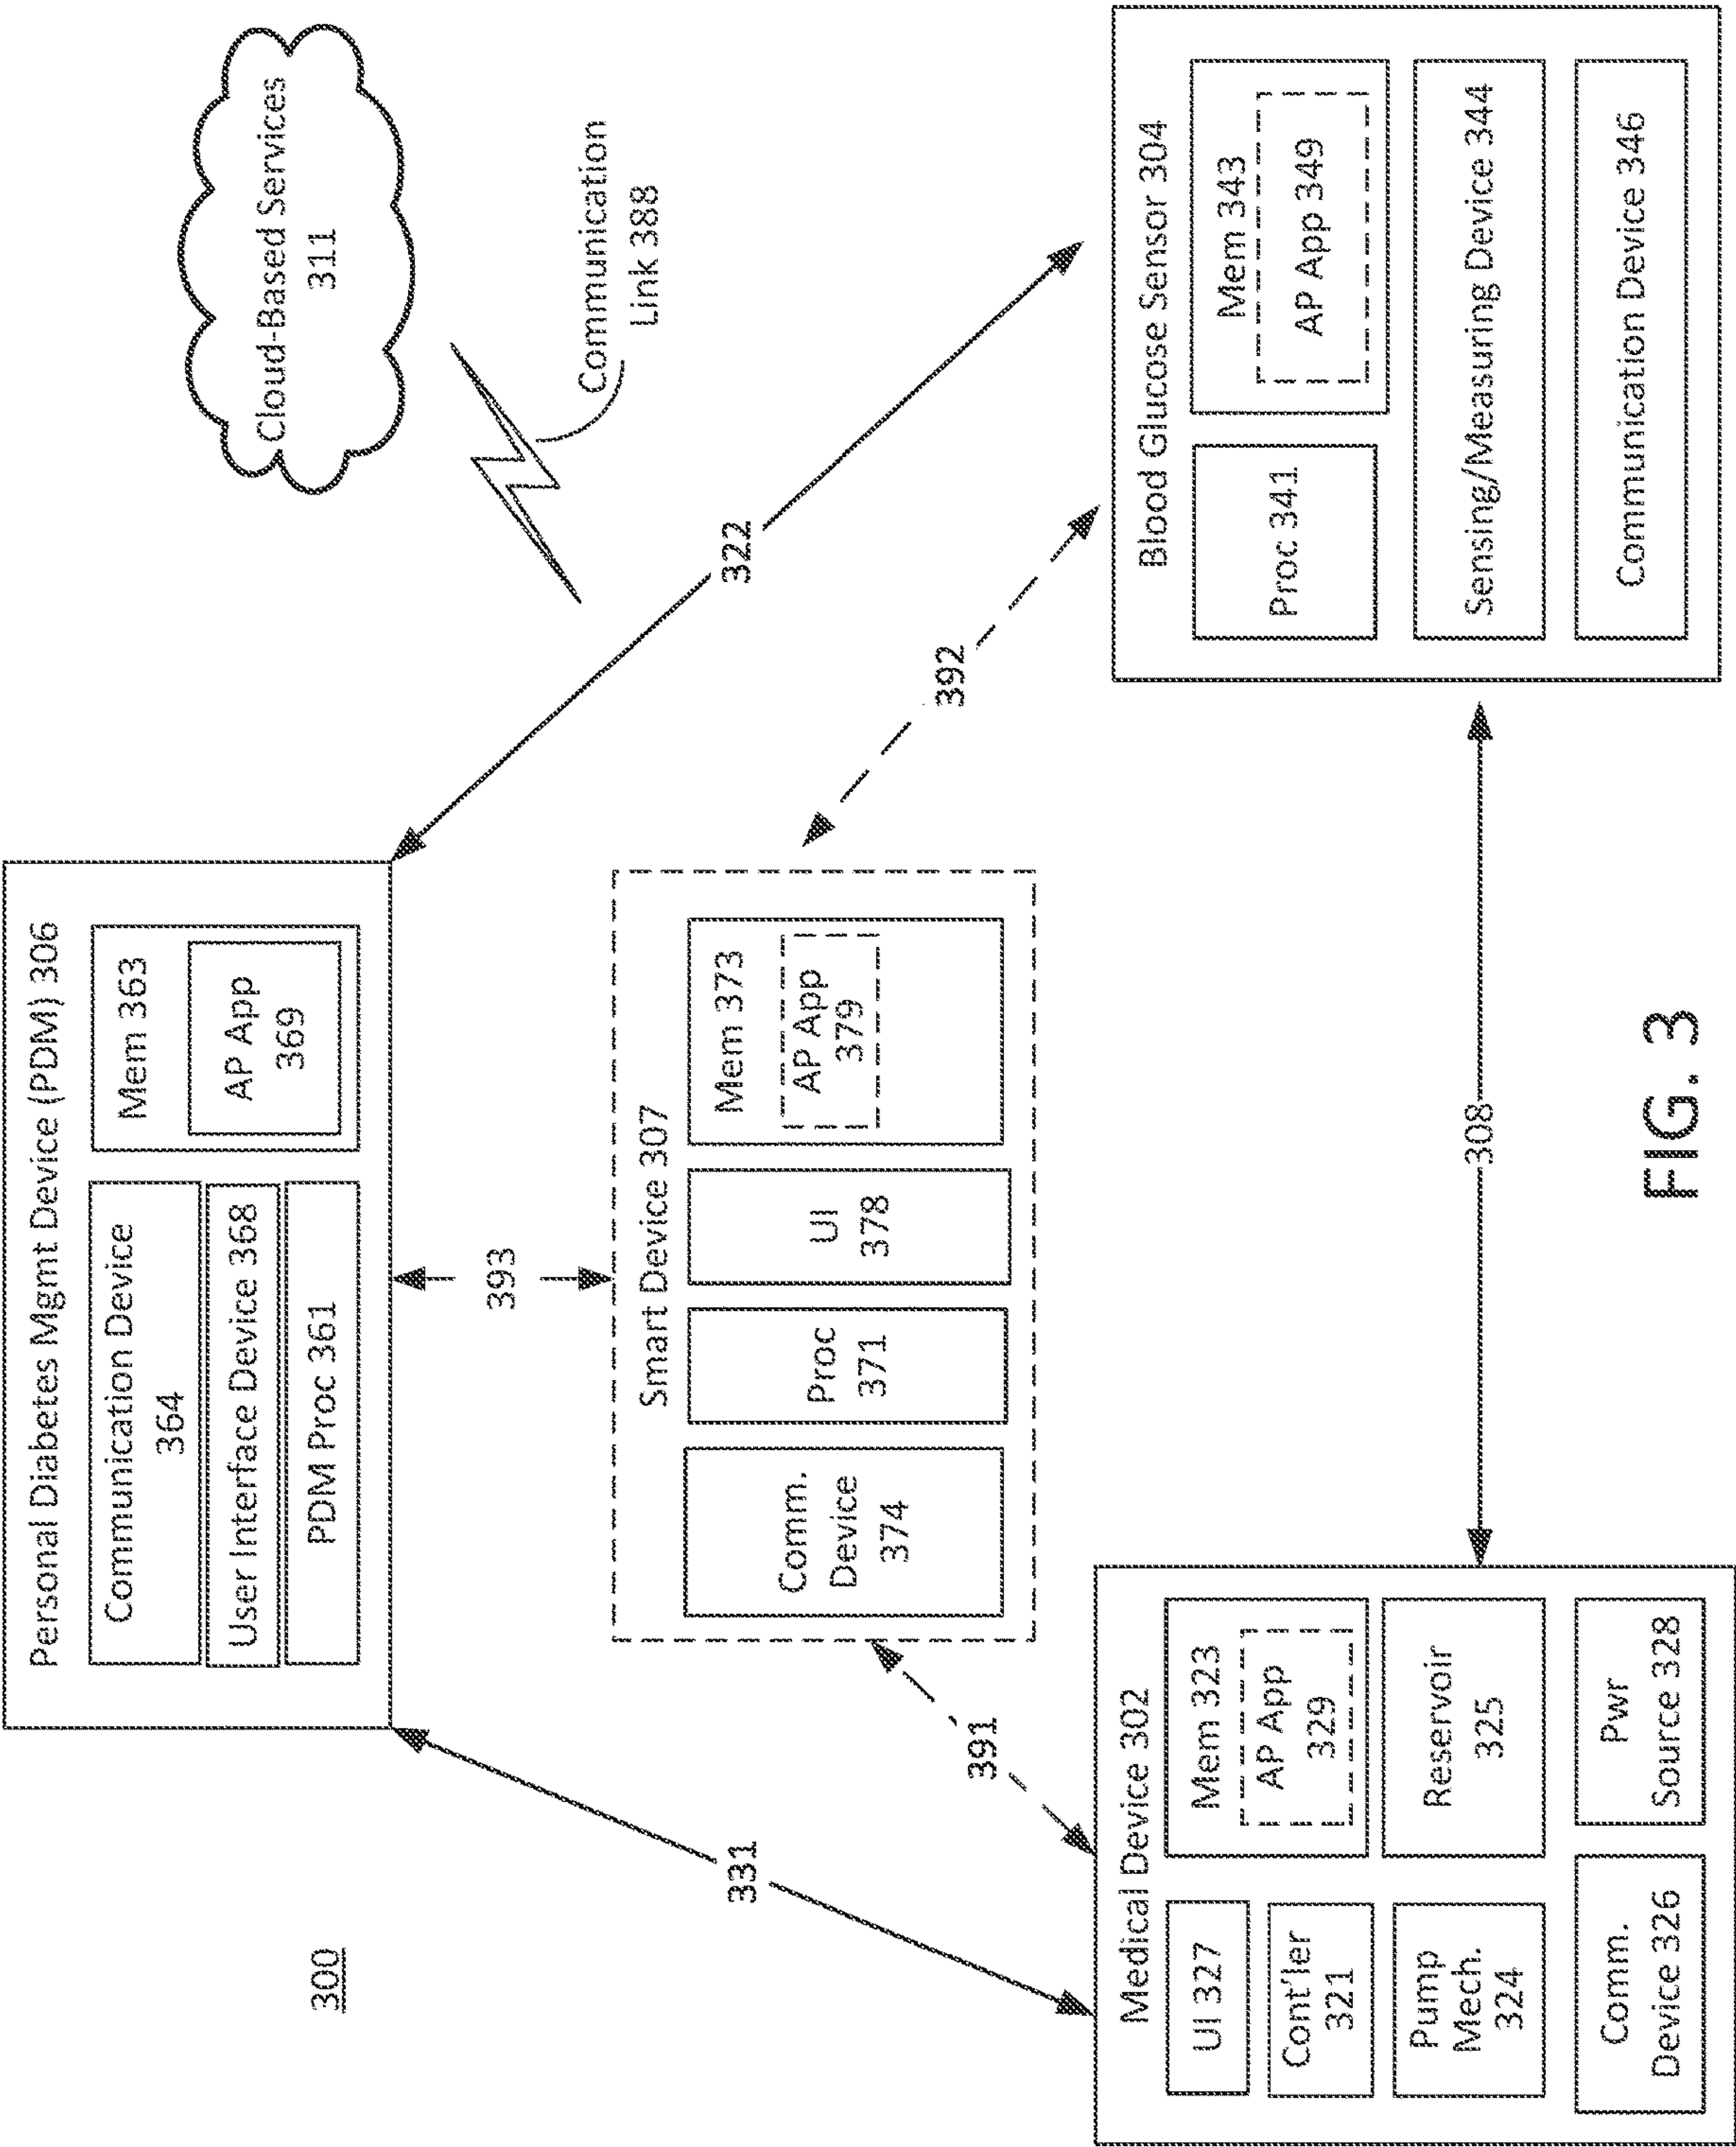 300
Personal Diabetes Mgmt Device (PDM) 306
Communication Device
364
User Interface Device 368
PDM Proc 361
Mem 363
AP App
369
Cloud-Based Services
311
Communication
Link 388
393
331
322
Smart Device 307
Comm.
Device
374
Proc
371
UI
378
Mem 373
AP App
379
391
392
Medical Device 302
UI 327
Cont'ler
321
Pump
Mech.
324
Comm.
Device 326
Mem 323
AP App
329
Reservoir
325
Pwr
Source 328
308
Blood Glucose Sensor 304
Proc 341
Mem 343
AP App 349
Sensing/Measuring Device 344
Communication Device 346
FIG. 3